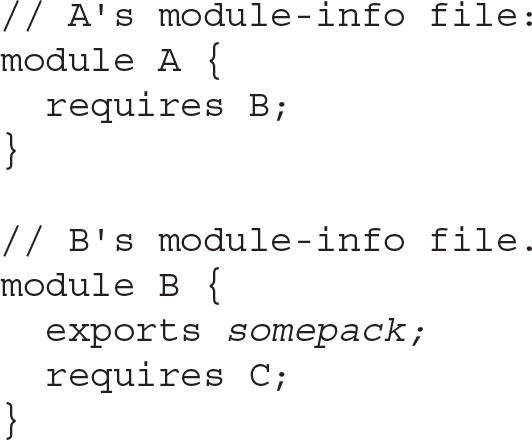 // A's module-info file:
module A {
  requires B;
}

// B's module-info file.
module B {
  exports somepack;
  requires C;
}